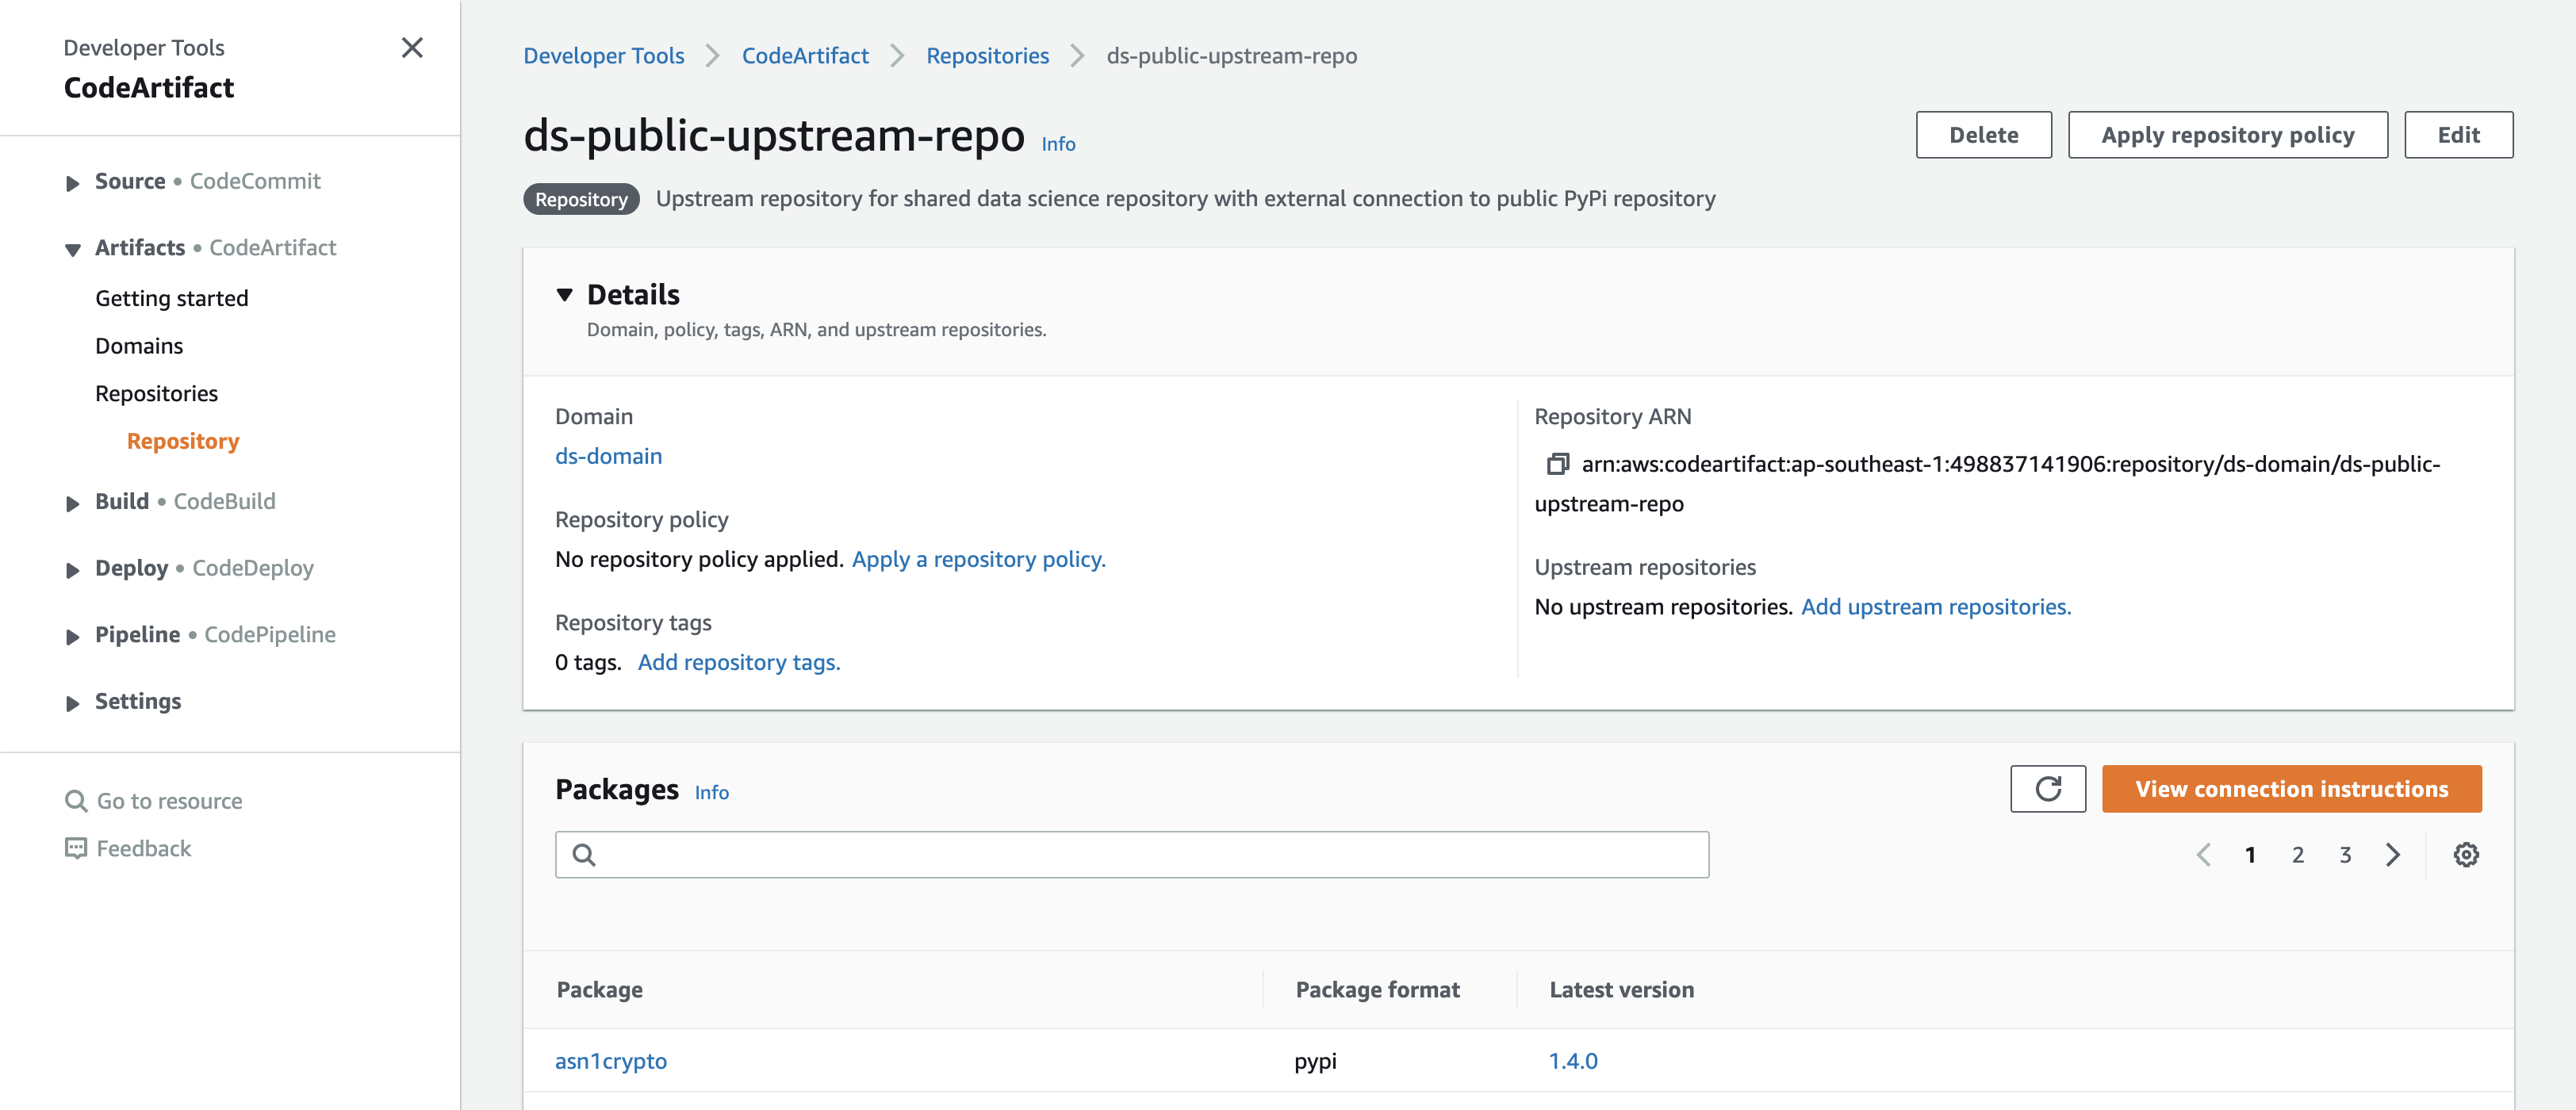 Developer Tools
CodeArtifact
Source • CodeCommit
Artifacts • CodeArtifact
Getting started
Domains
Repositories
Repository
Build • CodeBuild
Deploy • CodeDeploy
Pipeline • CodePipeline
Settings
Go to resource
Feedback
Developer Tools CodeArtifact Repositories ds-public-upstream-repo
ds-public-upstream-repo Info
Delete Apply repository policy Edit
Repository Upstream repository for shared data science repository with external connection to public PyPi repository
Details
Domain, policy, tags, ARN, and upstream repositories.
Domain
ds-domain
Repository policy
No repository policy applied. Apply a repository policy.
Repository tags
0 tags. Add repository tags.
Repository ARN
arn:aws:codeartifact:ap-southeast-1:498837141906:repository/ds-domain/ds-public-
upstream-repo
Upstream repositories
No upstream repositories. Add upstream repositories.
Packages Info
View connection instructions
1 2 3
Package Package format Latest version
asn1crypto pypi 1.4.0